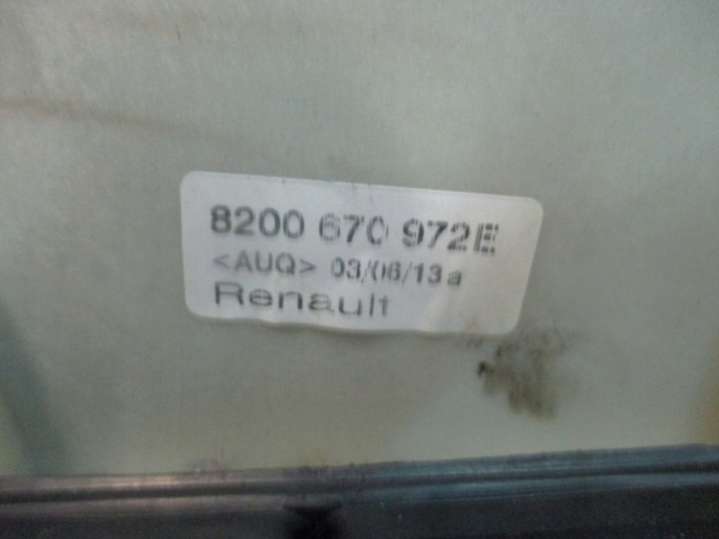 8200 670 972E
<AUQ> 03/06/13 a
Renault